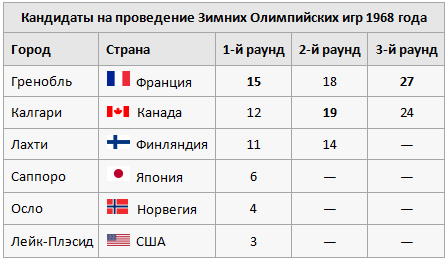 Кандидаты на проведение Зимних Олимпийских игр 1968 года
Город Страна 1-й раунд 2-й раунд 3-й раунд
Гренобль Франция 15 18 27
Калгари Канада 12 19 24
Лахти Финляндия 11 14 —
Саппоро Япония 6 — —
Осло Норвегия 4 — —
Лейк-Плэсид США 3 — —